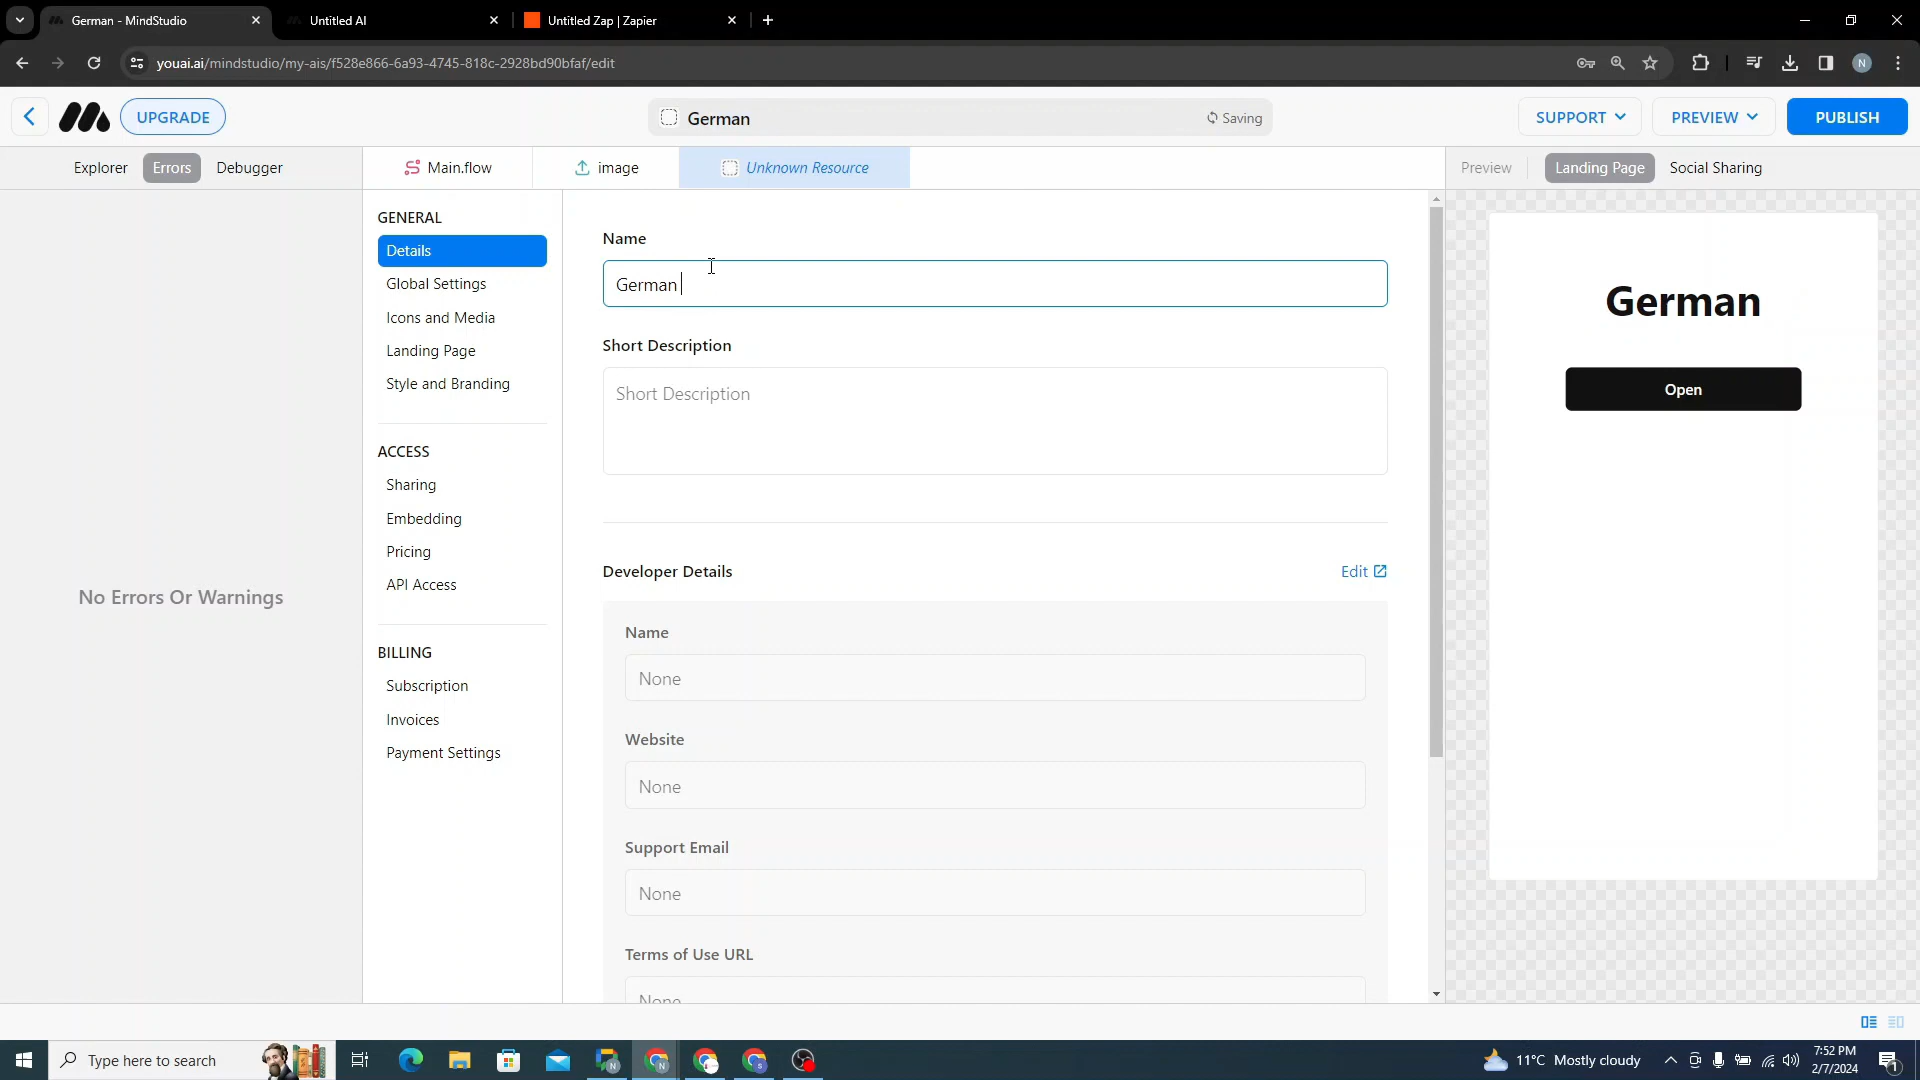 German - MindStudio
Untitled AI
Untitled Zap | Zapier
youai.ai/mindstudio/my-ais/f528e866-6a93-4745-818c-2928bd90bfaf/edit
N
UPGRADE
German
Saving
SUPPORT
PREVIEW
PUBLISH
Explorer
Errors
Debugger
Main.flow
image
Unknown Resource
Preview
Landing Page
Social Sharing
No Errors Or Warnings
GENERAL
Details
Global Settings
Icons and Media
Landing Page
Style and Branding
ACCESS
Sharing
Embedding
Pricing
API Access
BILLING
Subscription
Invoices
Payment Settings
Name
German
Short Description
Short Description
Developer Details
Edit
Name
None
Website
None
Support Email
None
Terms of Use URL
None
German
Open
Type here to search
11°C Mostly cloudy
7:52 PM
2/7/2024
1